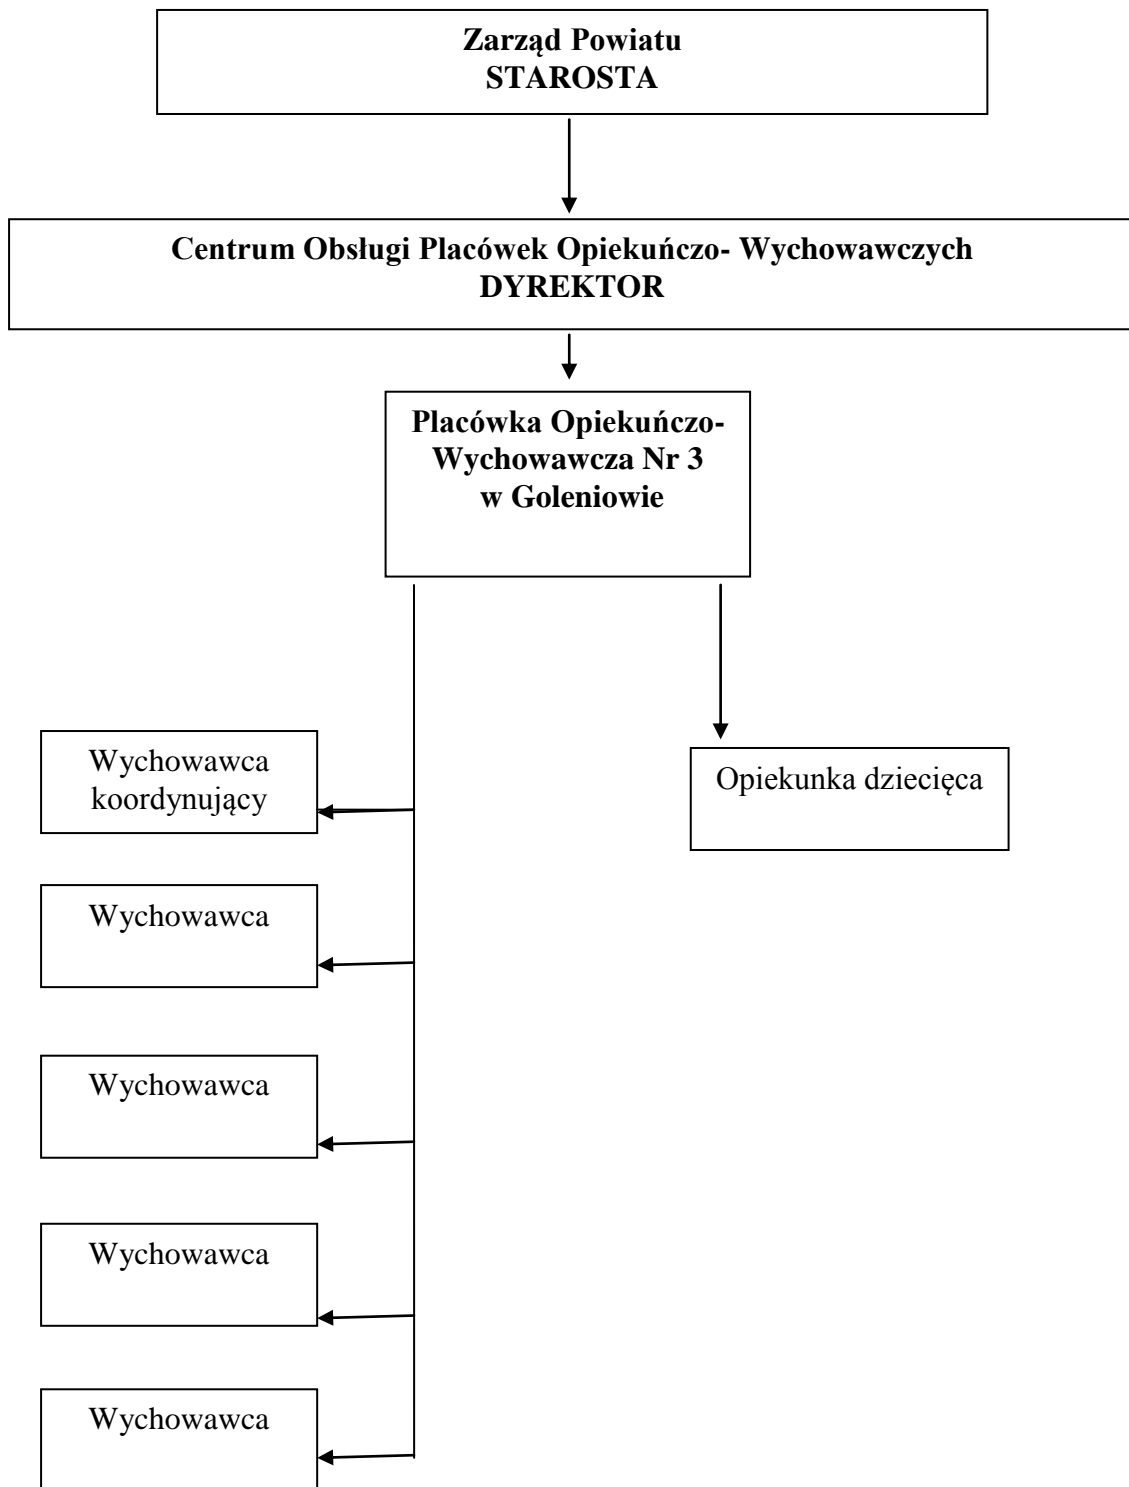 Zarząd Powiatu
STAROSTA
Centrum Obsługi Placówek Opiekuńczo- Wychowawczych
DYREKTOR
Placówka Opiekuńczo-
Wychowawcza Nr 3
w Goleniowie
Wychowawca
koordynujący
Opiekunka dziecięca
Wychowawca
Wychowawca
Wychowawca
Wychowawca